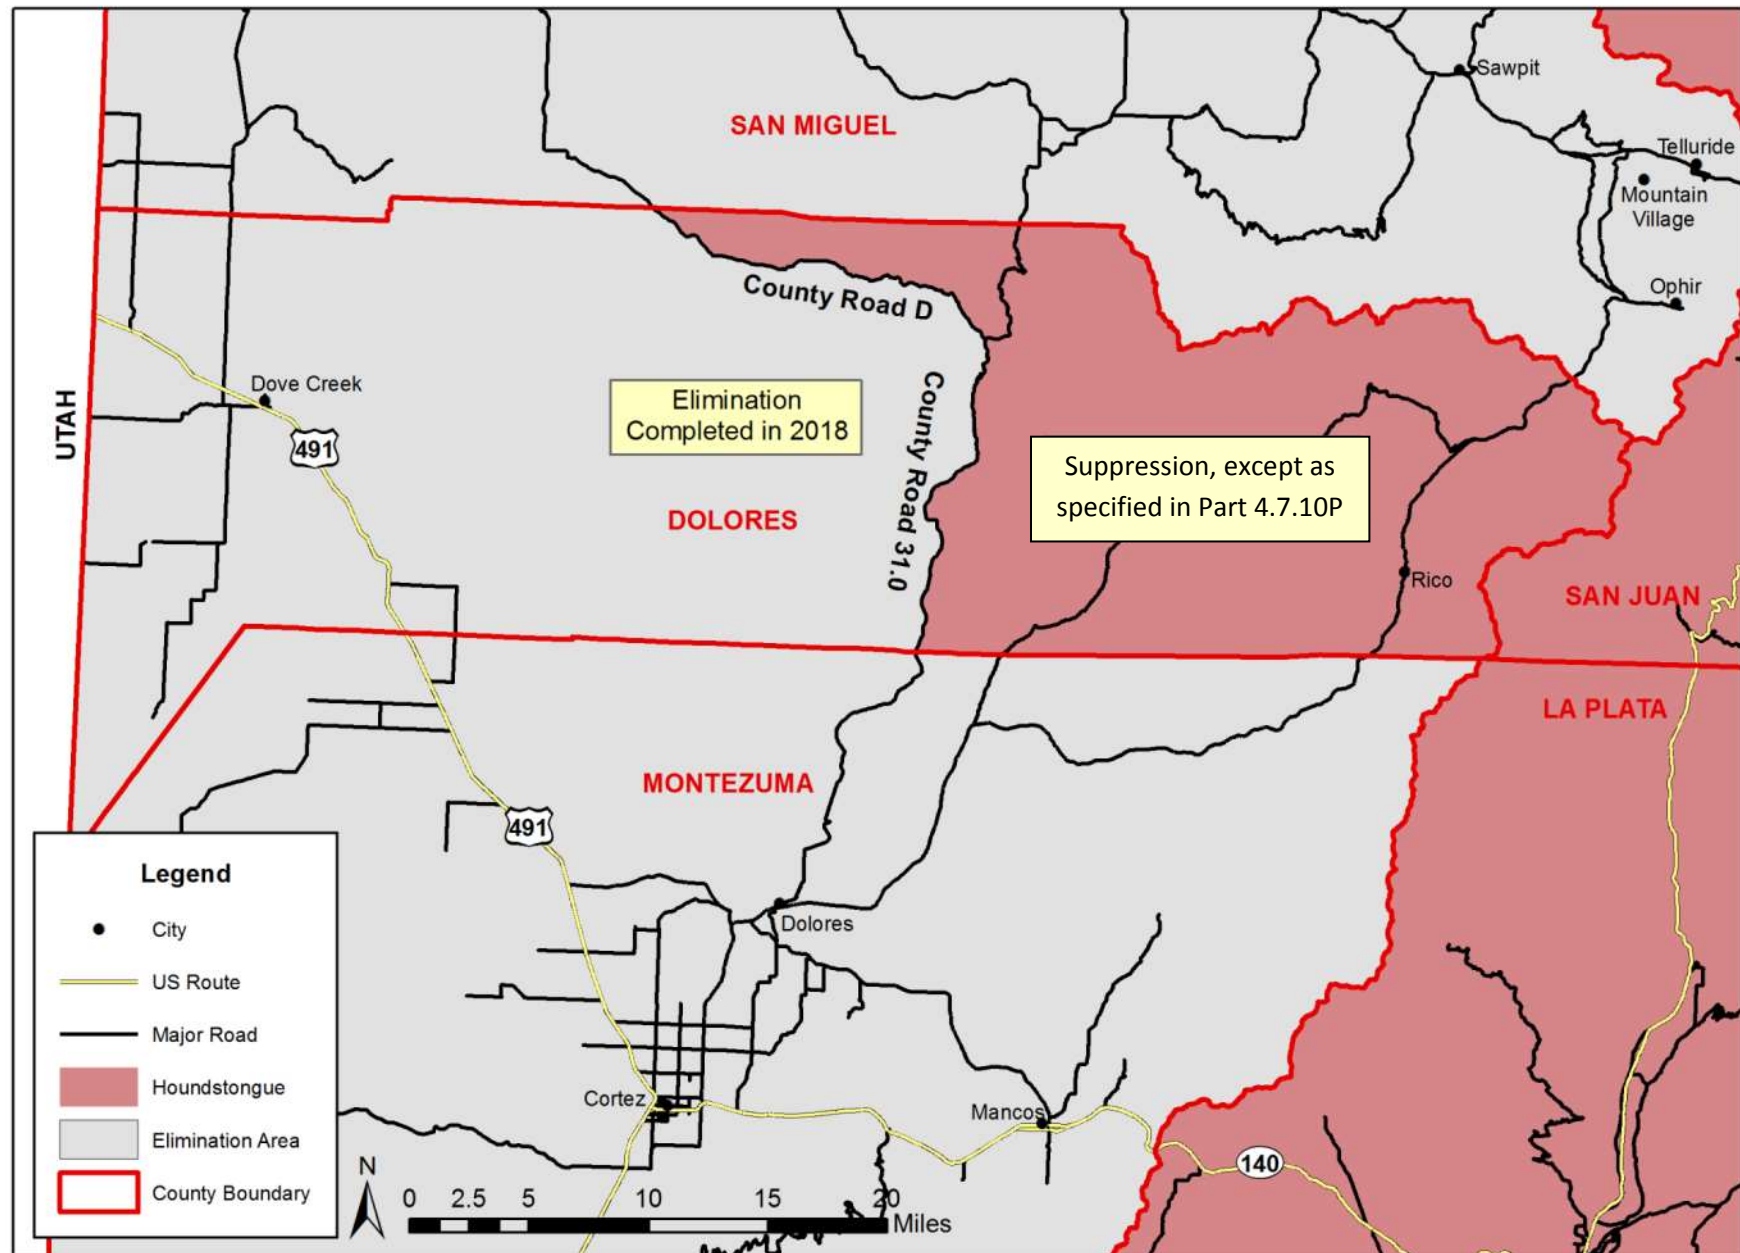 Sawpit
SAN MIGUEL
Telluride
Mountain
Village
Ophir
County Road D
Dove Creek
UTAH
491
Elimination
Completed in 2018
County Road 31.0
Suppression, except as
specified in Part 4.7.10P
DOLORES
Rico
SAN JUAN
LA PLATA
MONTEZUMA
491
Dolores
Cortez
Mancos
140
Legend
City
US Route
Major Road
Houndstongue
Elimination Area
County Boundary
N
0 2.5 5 10 15 20
Miles